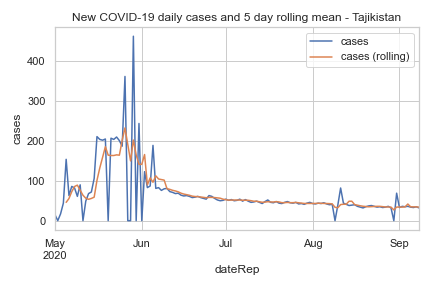 New COVID-19 daily cases and 5 day rolling mean - Tajikistan
cases
cases (rolling)
cases
400
300
200
100
0
May Jun Jul Aug Sep
2020
dateRep